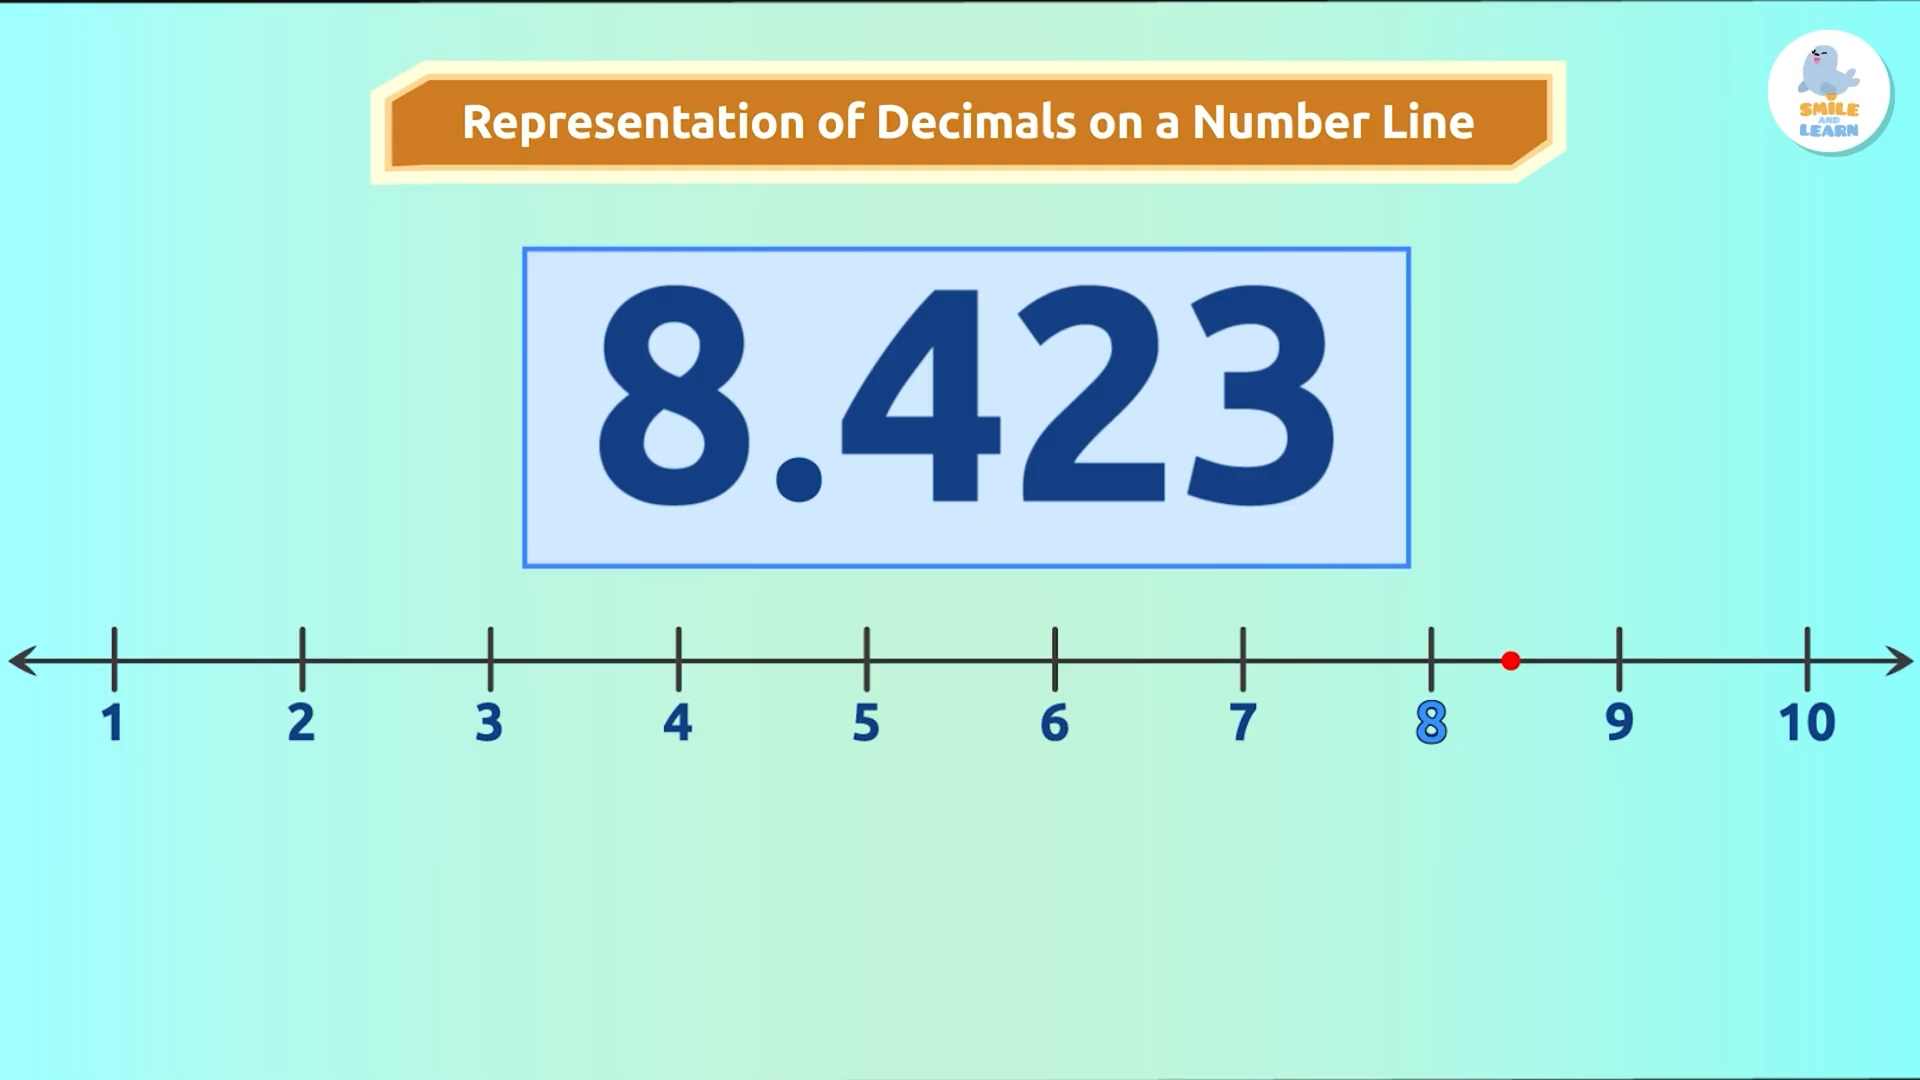 Representation of Decimals on a Number Line
SMILE
AND
LEARN
8.423
1 2 3 4 5 6 7 8 9 10